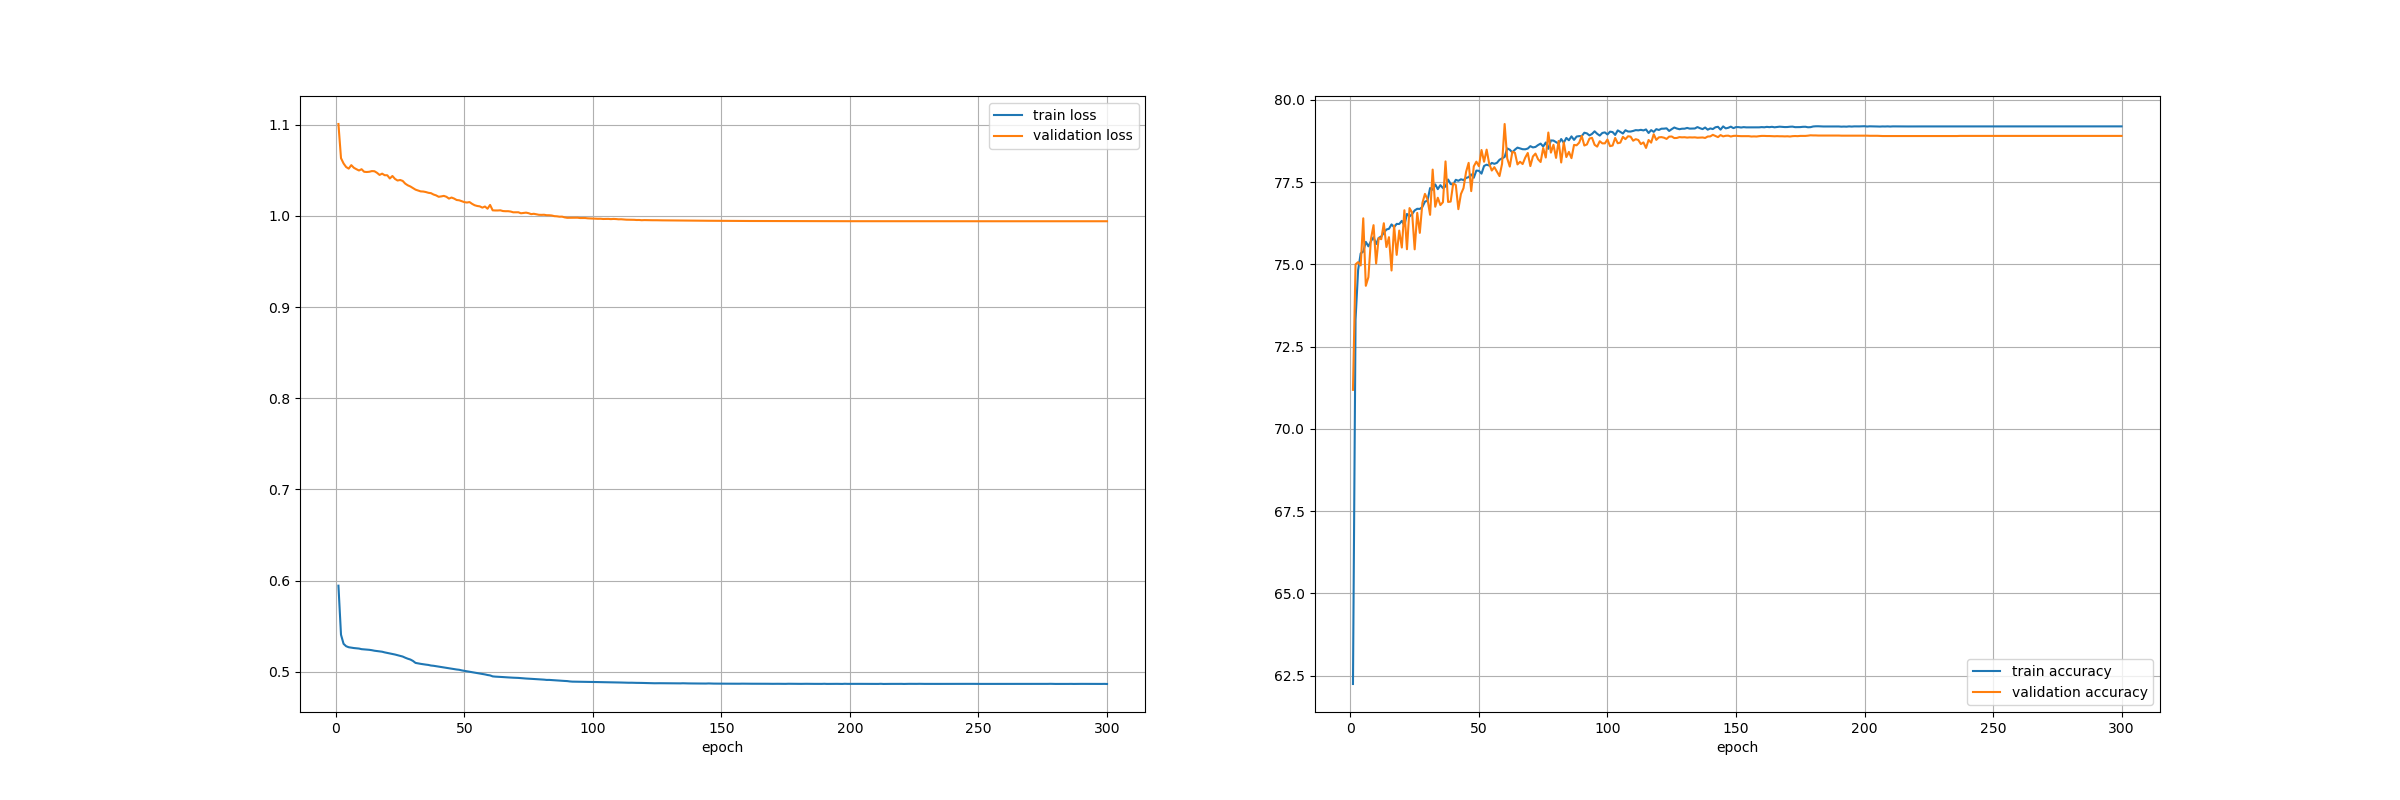 train loss
validation loss
1.1
1.0
0.9
0.8
0.7
0.6
0.5
0 50 100 150 200 250 300
epoch
80.0
77.5
75.0
72.5
70.0
67.5
65.0
62.5
train accuracy
validation accuracy
0 50 100 150 200 250 300
epoch